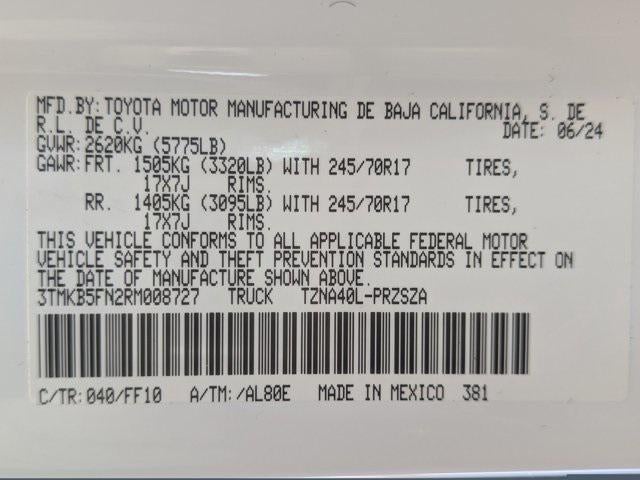 MFD.BY:TOYOTA MOTOR MANUFACTURING DE BAJA CALIFORNIA, S. DE
R.L. DE C.V. DATE: 06/24
GVWR:2620KG (5775LB)
GAWR:FRT. 1505KG (3320LB) WITH 245/70R17 TIRES,
17X7J RIMS.
RR. 1405KG (3095LB) WITH 245/70R17 TIRES,
17X7J RIMS.
THIS VEHICLE CONFORMS TO ALL APPLICABLE FEDERAL MOTOR
VEHICLE SAFETY AND THEFT PREVENTION STANDARDS IN EFFECT ON
THE DATE OF MANUFACTURE SHOWN ABOVE.
3TMKB5FN2RM008727 TRUCK TZNA40L-PRZSZA
C/TR:040/FF10 A/TM:/AL80E MADE IN MEXICO 381